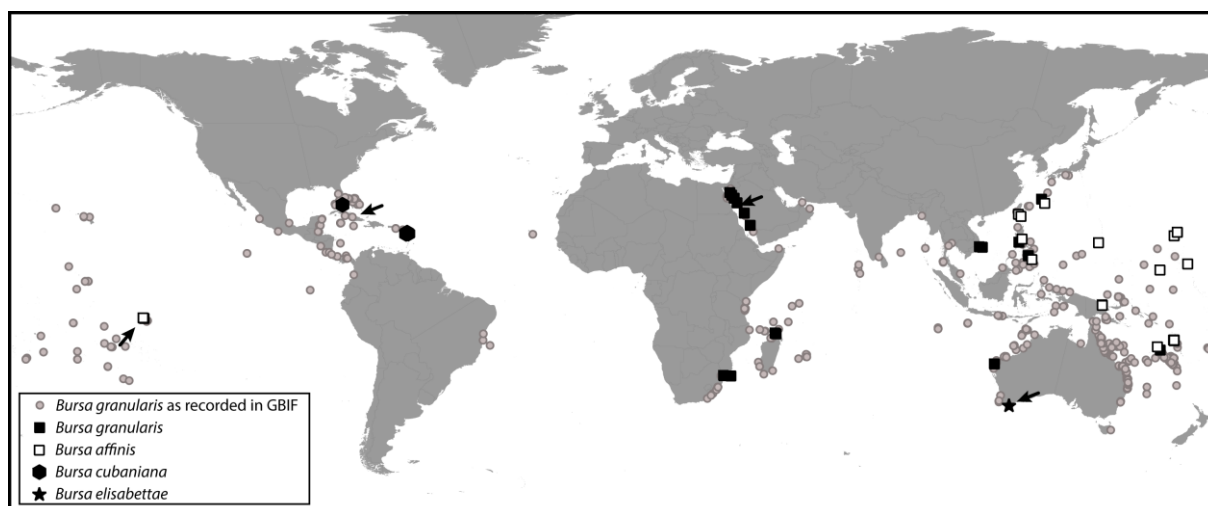 Bursa granularis as recorded in GBIF
Bursa granularis
Bursa affinis
Bursa cubaniana
Bursa elisabettae